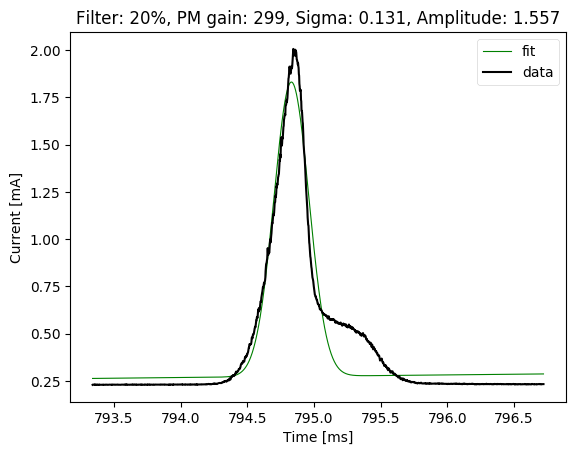 Filter: 20%, PM gain: 299, Sigma: 0.131, Amplitude: 1.557
fit
data
2.00
1.75
1.50
1.25
1.00
0.75
0.50
0.25
Current [mA]
793.5 794.0 794.5 795.0 795.5 796.0 796.5
Time [ms]